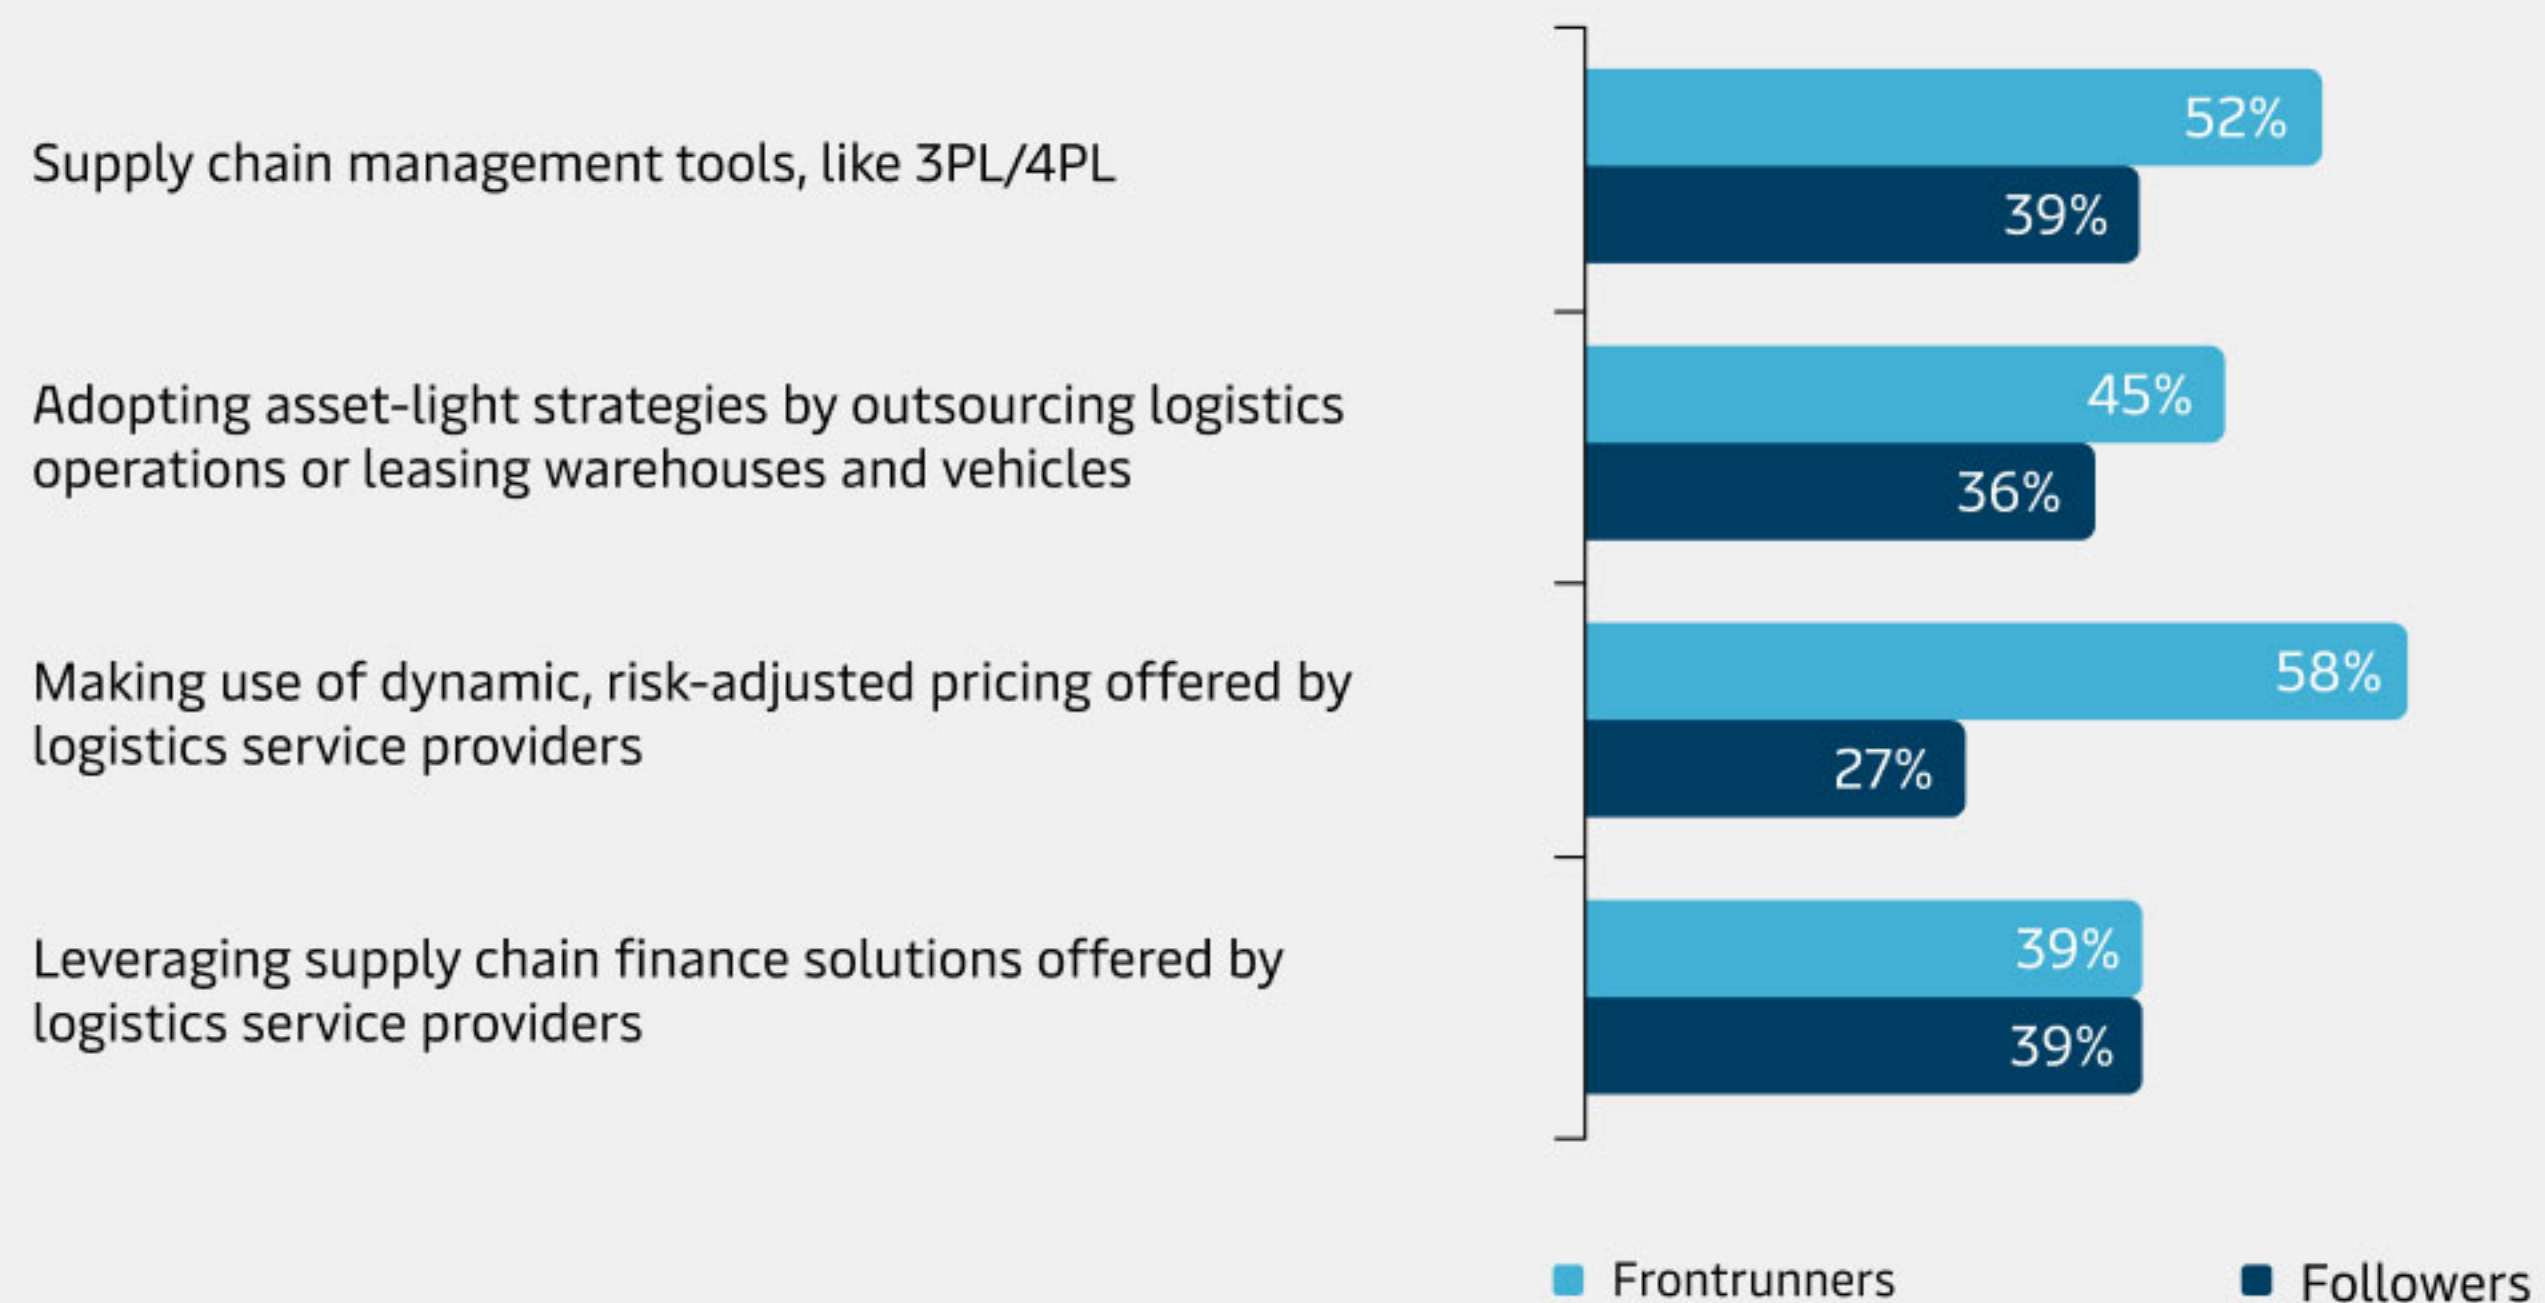 52%
Supply chain management tools, like 3PL/4PL
39%
45%
Adopting asset-light strategies by outsourcing logistics
operations or leasing warehouses and vehicles
36%
58%
Making use of dynamic, risk-adjusted pricing offered by
logistics service providers
27%
39%
Leveraging supply chain finance solutions offered by
logistics service providers
39%
Frontrunners
Followers